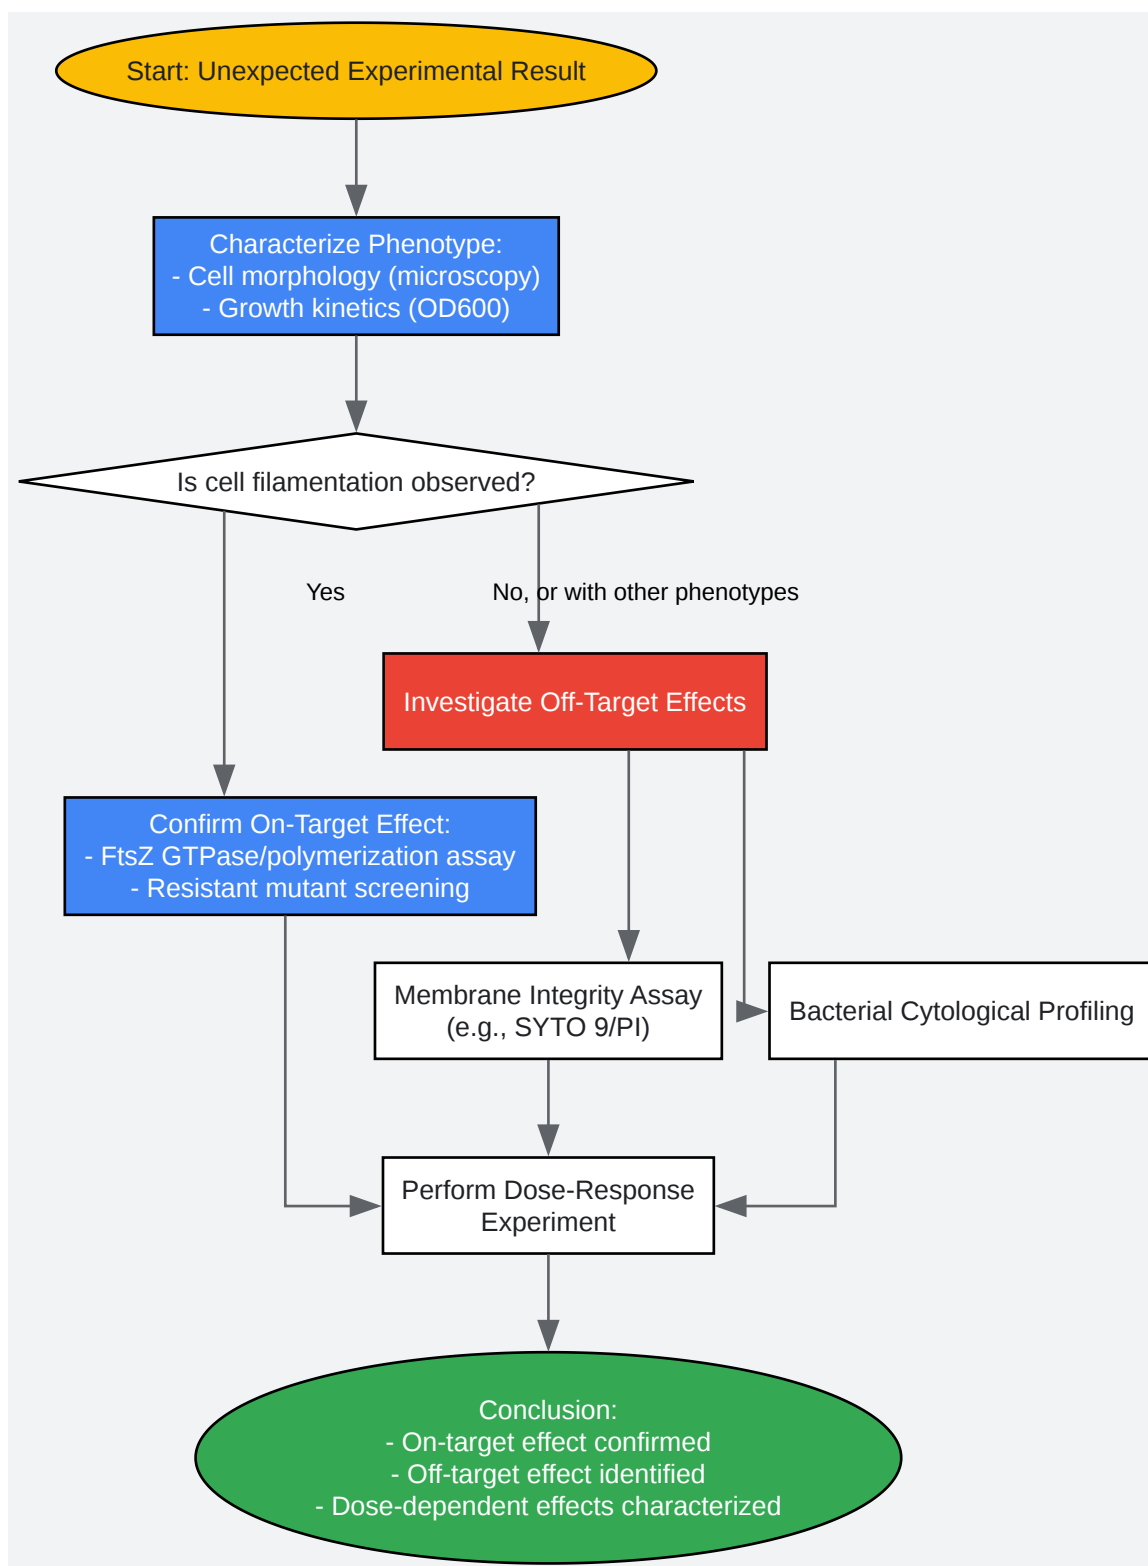 Start: Unexpected Experimental Result
Characterize Phenotype:
- Cell morphology (microscopy)
- Growth kinetics (OD600)
Is cell filamentation observed?
Yes
No, or with other phenotypes
Investigate Off-Target Effects
Confirm On-Target Effect:
- FtsZ GTPase/polymerization assay
- Resistant mutant screening
Membrane Integrity Assay
(e.g., SYTO 9/PI)
Bacterial Cytological Profiling
Perform Dose-Response
Experiment
Conclusion:
- On-target effect confirmed
- Off-target effect identified
- Dose-dependent effects characterized